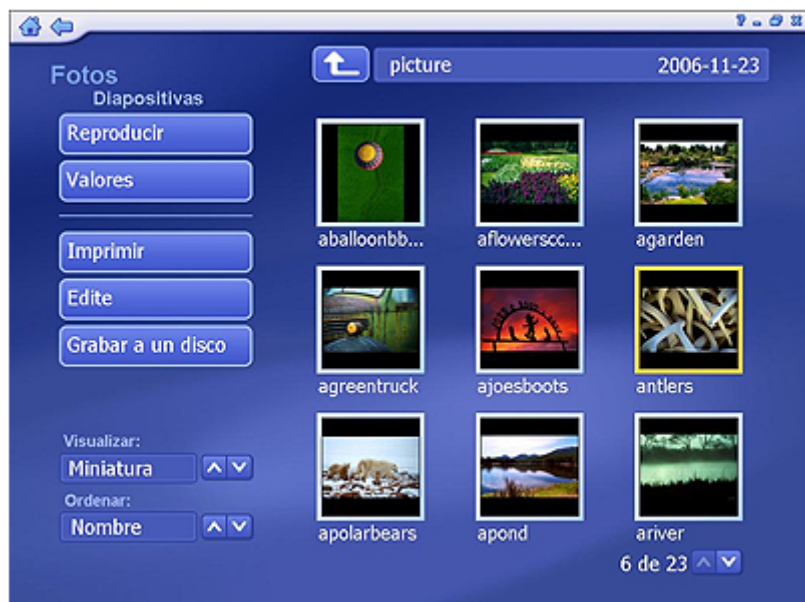 ?
picture 2006-11-23
Fotos
Diapositivas
Reproducir
Valores
Imprimir
Edite
Grabar a un disco
Visualizar:
Miniatura
Ordenar:
Nombre
aballoonbb...
aflowerscc...
agarden
agreentruck
ajoesboots
antlers
apolarbears
apond
ariver
6 de 23